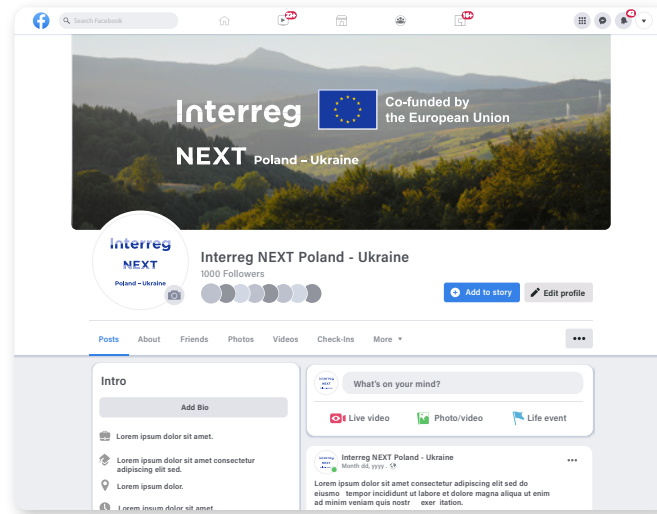 Search Facebook
22+
16+
42
Interreg
Co-funded by
the European Union
NEXT Poland – Ukraine
Interreg
NEXT
Poland – Ukraine
Interreg NEXT Poland - Ukraine
1000 Followers
Add to story
Edit profile
Posts About Friends Photos Videos Check-Ins More
Intro
Add Bio
Lorem ipsum dolor sit amet.
Lorem ipsum dolor sit amet consectetur
adipiscing elit sed.
Lorem ipsum dolor.
Lorem ipsum dolor sit amet
What's on your mind?
Live video Photo/video Life event
Interreg NEXT Poland - Ukraine
Month dd, yyyy .
Lorem ipsum dolor sit amet consectetur adipiscing elit sed do
eiusmo tempor incididunt ut labore et dolore magna aliqua ut enim
ad minim veniam quis nostr exer itation.